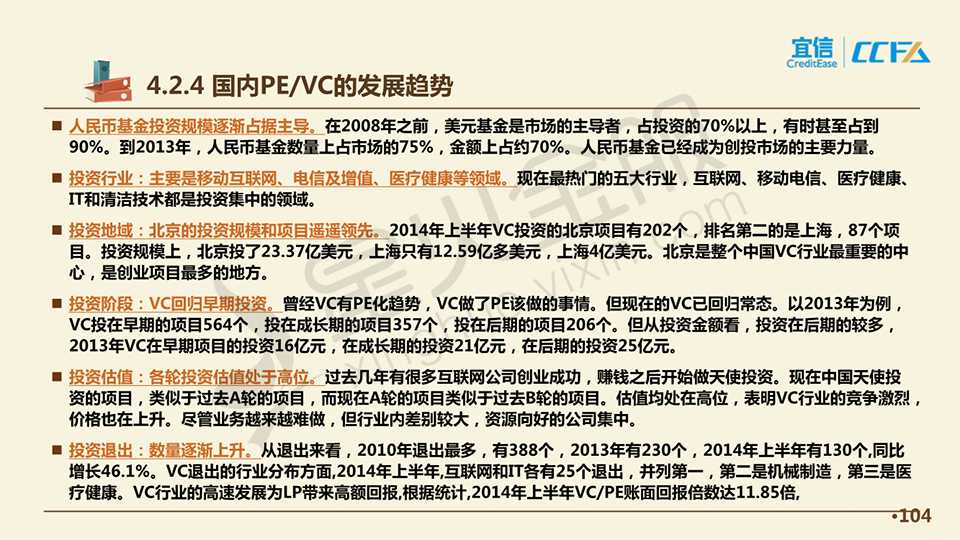 宜信
CreditEase
CCFA
4.2.4 国内PE/VC的发展趋势
■ 人民币基金投资规模逐渐占据主导。在2008年之前，美元基金是市场的主导者，占投资的70%以上，有时甚至占到
90%。到2013年，人民币基金数量上占市场的75%，金额上占约70%。人民币基金已经成为创投市场的主要力量。
■ 投资行业：主要是移动互联网、电信及增值、医疗健康等领域。现在最热门的五大行业，互联网、移动电信、医疗健康、
IT和清洁技术都是投资集中的领域。
■ 投资地域：北京的投资规模和项目遥遥领先。2014年上半年VC投资的北京项目有202个，排名第二的是上海，87个项
目。投资规模上，北京投了23.37亿美元，上海只有12.59亿多美元，上海4亿美元。北京是整个中国VC行业最重要的中
心，是创业项目最多的地方。
■ 投资阶段：VC回归早期投资。曾经VC有PE化趋势，VC做了PE该做的事情。但现在的VC已回归常态。以2013年为例，
VC投在早期的项目564个，投在成长期的项目357个，投在后期的项目206个。但从投资金额看，投资在后期的较多，
2013年VC在早期项目的投资16亿元，在成长期的投资21亿元，在后期的投资25亿元。
■ 投资估值：各轮投资估值处于高位。过去几年有很多互联网公司创业成功，赚钱之后开始做天使投资。现在中国天使投
资的项目，类似于过去A轮的项目，而现在A轮的项目类似于过去B轮的项目。估值均处在高位，表明VC行业的竞争激烈，
价格也在上升。尽管业务越来越难做，但行业内差别较大，资源向好的公司集中。
■ 投资退出：数量逐渐上升。从退出来看，2010年退出最多，有388个，2013年有230个，2014年上半年有130个,同比
增长46.1%。VC退出的行业分布方面,2014年上半年,互联网和IT各有25个退出，并列第一，第二是机械制造，第三是医
疗健康。VC行业的高速发展为LP带来高额回报,根据统计,2014年上半年VC/PE账面回报倍数达11.85倍,
•104